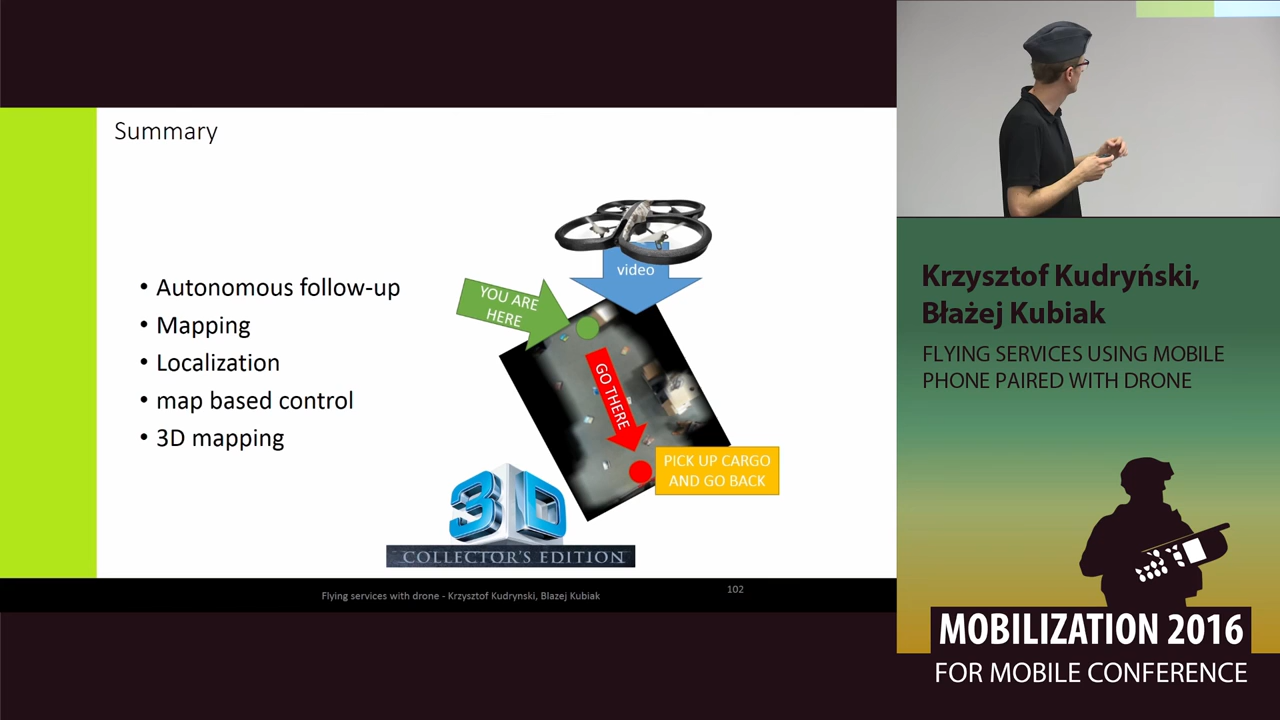 Summary
• Autonomous follow-up
• Mapping
• Localization
• map based control
• 3D mapping
video
YOU ARE
HERE
GO THERE
PICK UP CARGO
AND GO BACK
3D
COLLECTOR'S EDITION
Flying services with drone - Krzysztof Kudrynski, Blazej Kubiak
102
Krzysztof Kudryński,
Błażej Kubiak
FLYING SERVICES USING MOBILE
PHONE PAIRED WITH DRONE
MOBILIZATION 2016
FOR MOBILE CONFERENCE